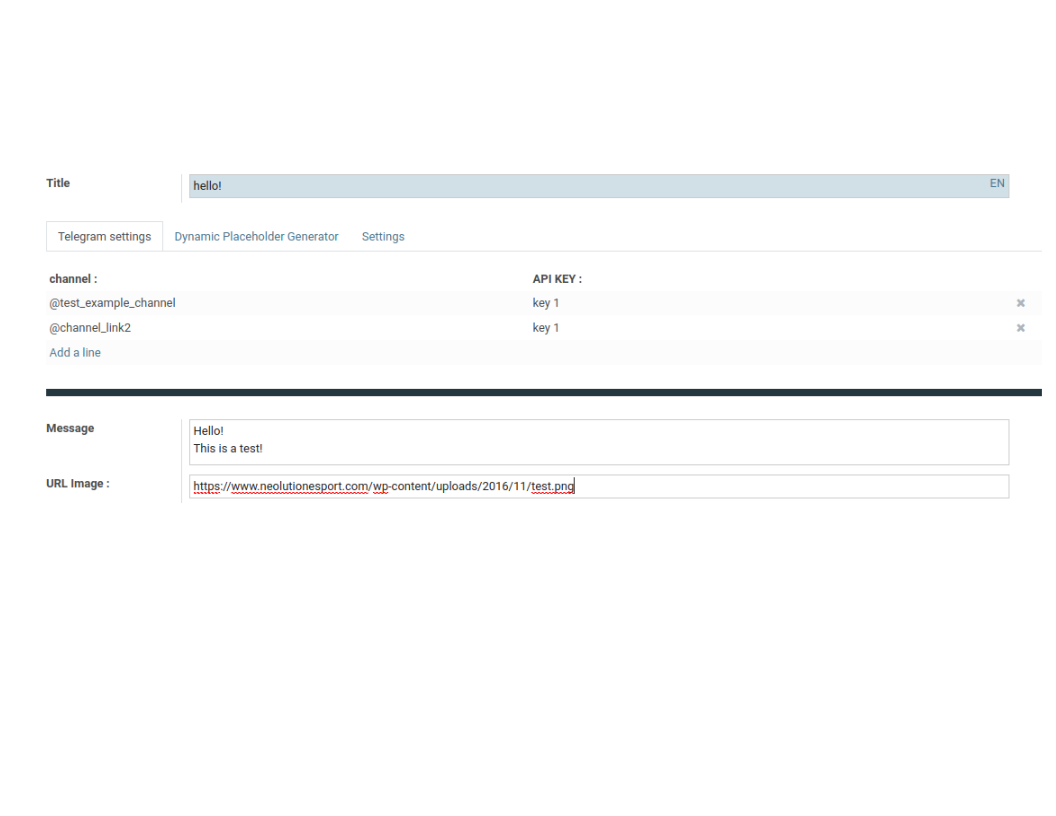 Title hello! EN
Telegram settings Dynamic Placeholder Generator Settings
channel : API KEY :
@test_example_channel key 1 ✖
@channel_link2 key 1 ✖
Add a line
Message Hello!
This is a test!
URL Image : https://www.neolutionesport.com/wp-content/uploads/2016/11/test.png